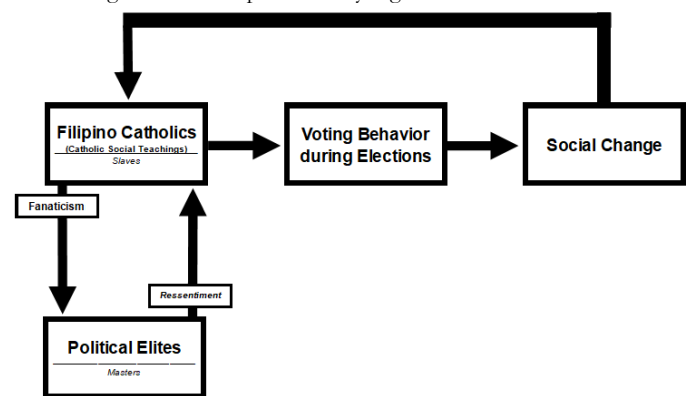 Filipino Catholics
(Catholic Social Teachings)
Slaves
Voting Behavior
during Elections
Social Change
Fanaticism
Ressentiment
Political Elites
Masters